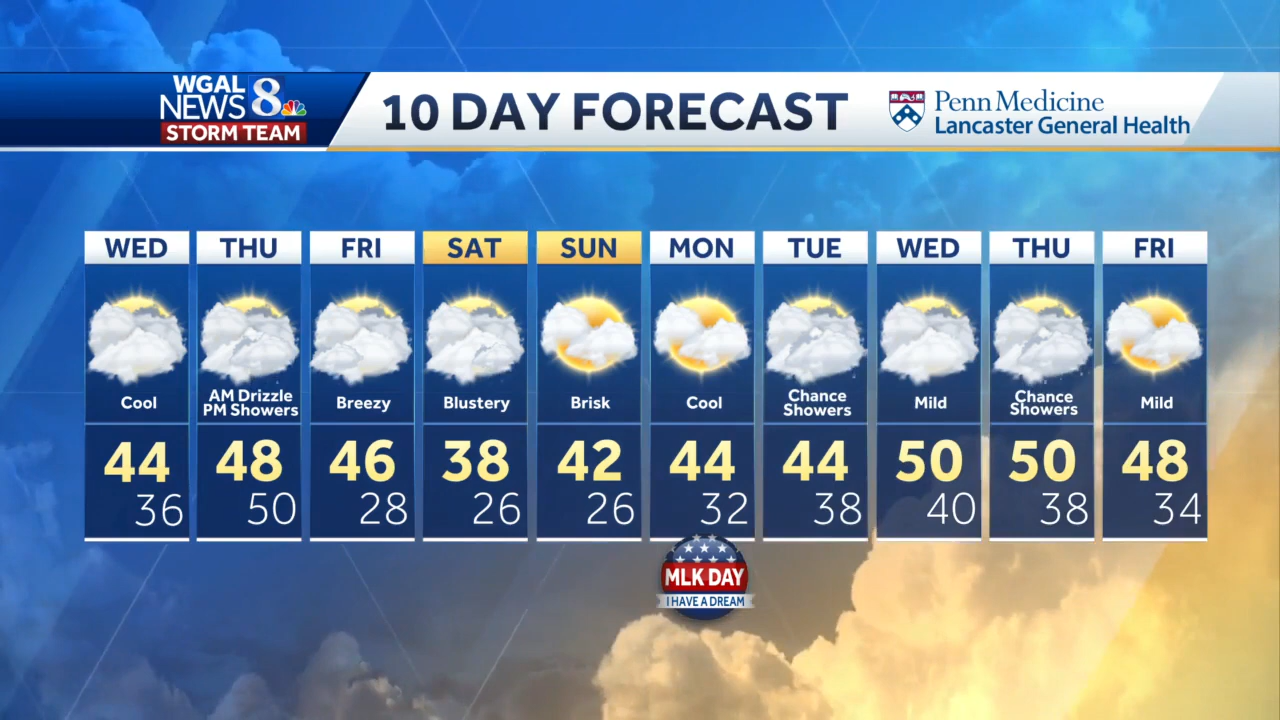 WGAL
NEWS 8
STORM TEAM
10 DAY FORECAST
Penn Medicine
Lancaster General Health
WED THU FRI SAT SUN MON TUE WED THU FRI
Cool
AM Drizzle
PM Showers
Breezy
Blustery
Brisk
Cool
Chance
Showers
Mild
Chance
Showers
Mild
44 48 46 38 42 44 44 50 50 48
36 50 28 26 26 32 38 40 38 34
MLK DAY
I HAVE A DREAM